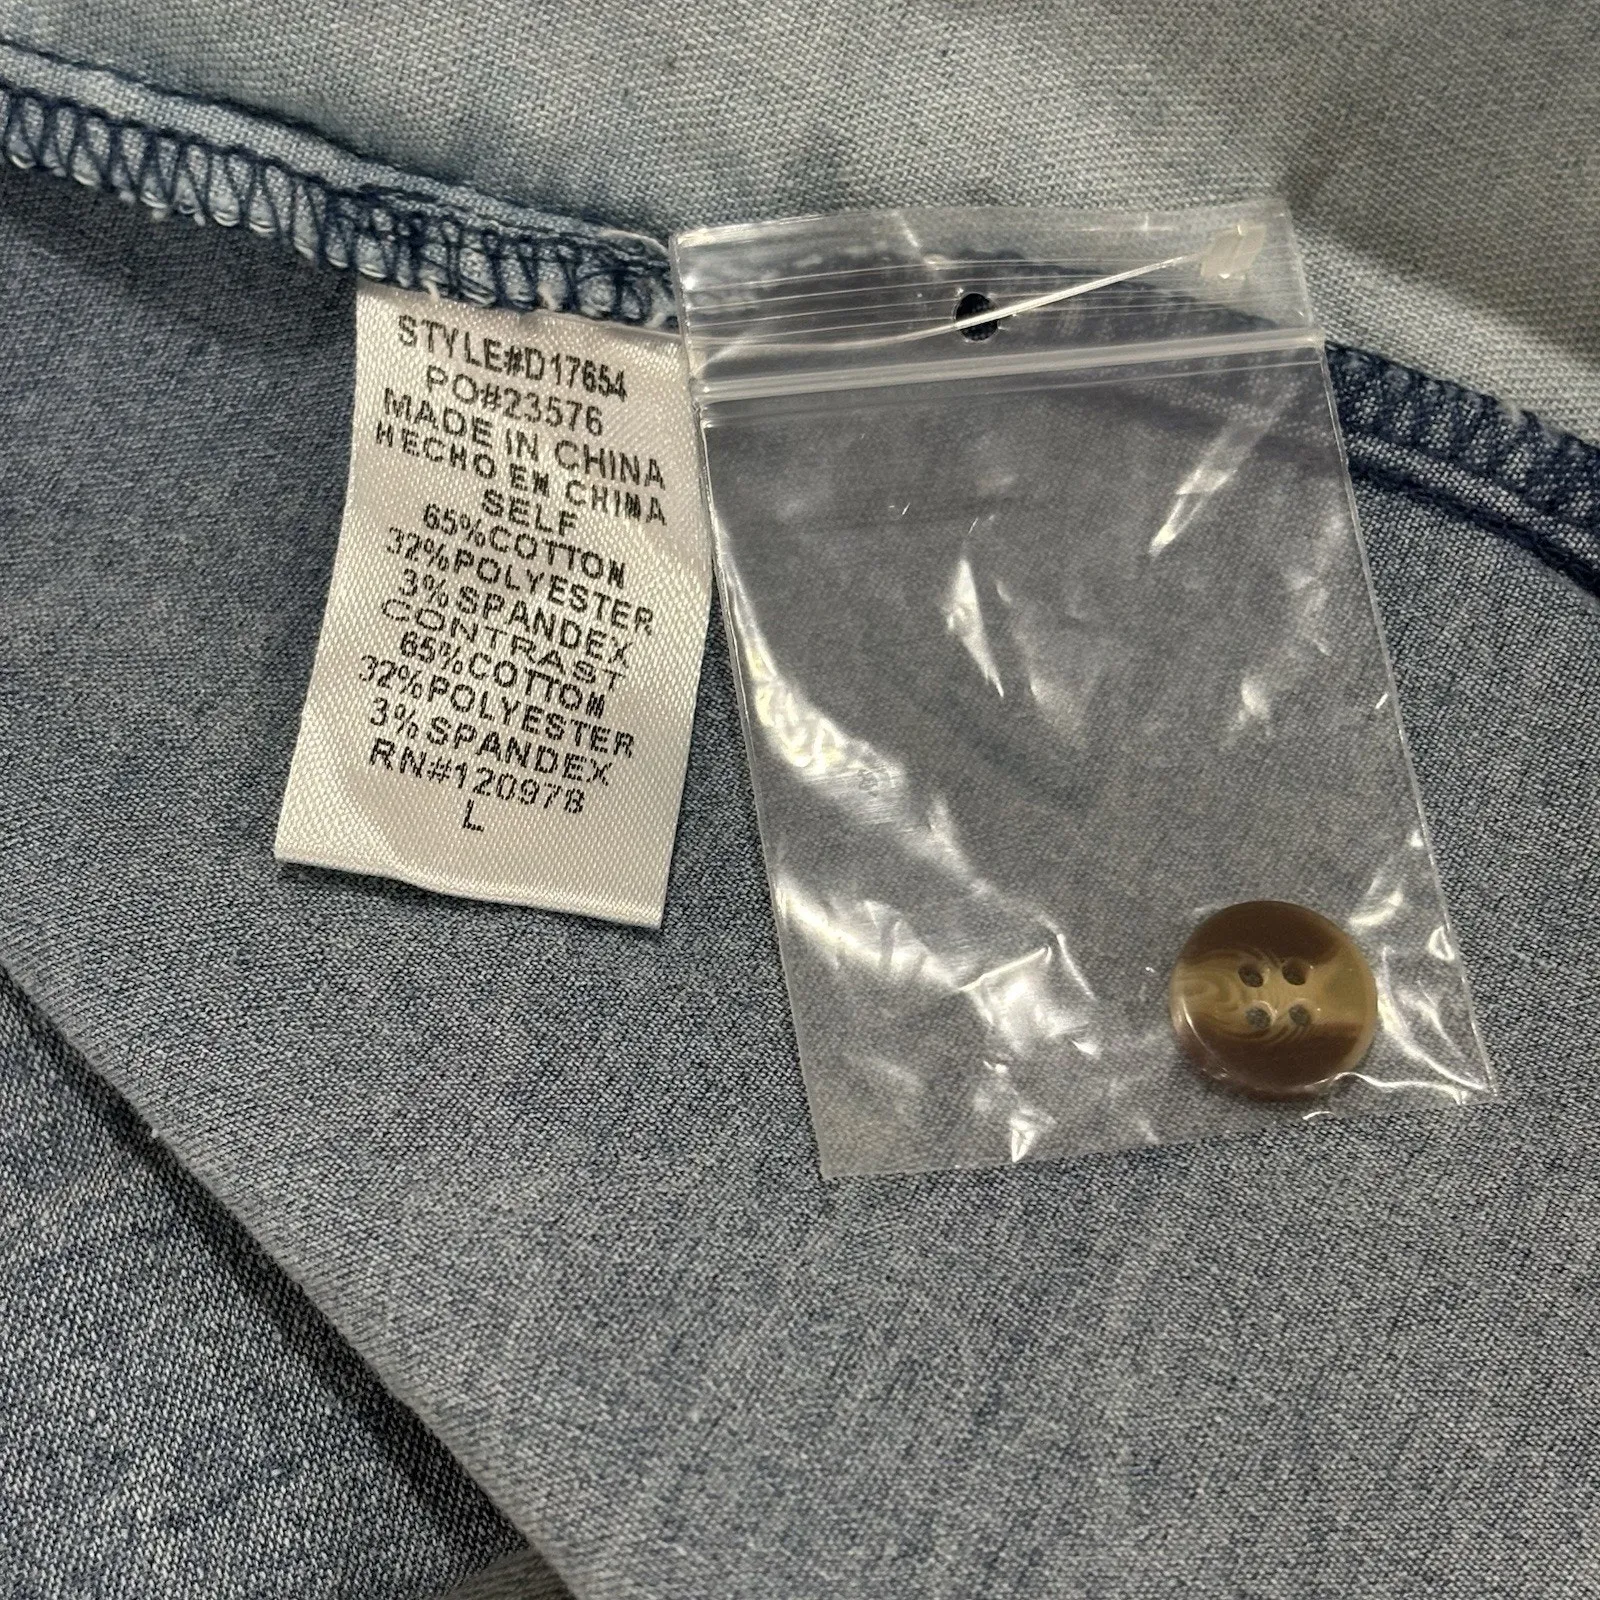 STYLE#D17654
PO#23576
MADE IN CHINA
HECHO EN CHINA
SELF
65%COTTON
32%POLYESTER
3%SPANDEX
CONTRAST
65%COTTON
32%POLYESTER
3%SPANDEX
RN#120978
L